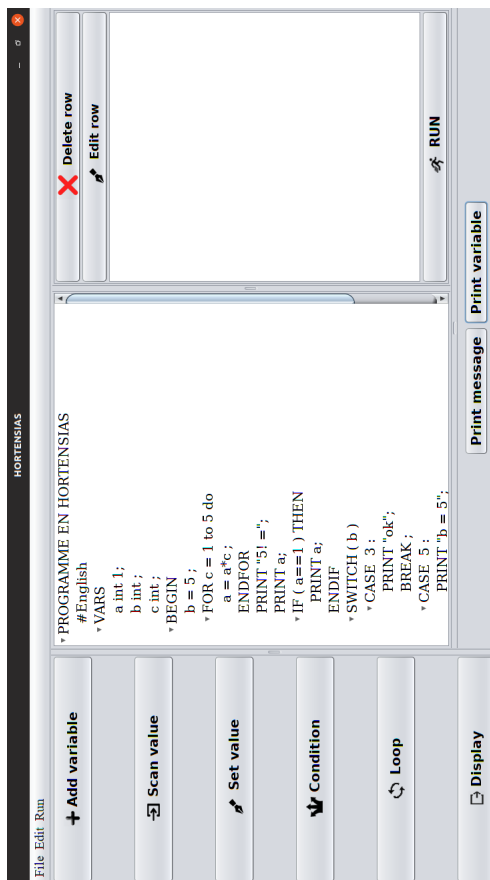 HORTENSIAS
File Edit Run
Add variable
Scan value
Set value
Condition
Loop
Display
PROGRAMME EN HORTENSIAS
#English
VARS
a int 1;
b int ;
c int ;
BEGIN
b = 5 ;
FOR c = 1 to 5 do
a = a*c ;
ENDFOR
PRINT "5! =";
PRINT a;
IF ( a==1 ) THEN
PRINT a;
ENDIF
SWITCH ( b )
CASE 3 :
PRINT "ok";
BREAK ;
CASE 5 :
PRINT "b = 5";
Delete row
Edit row
RUN
Print message
Print variable